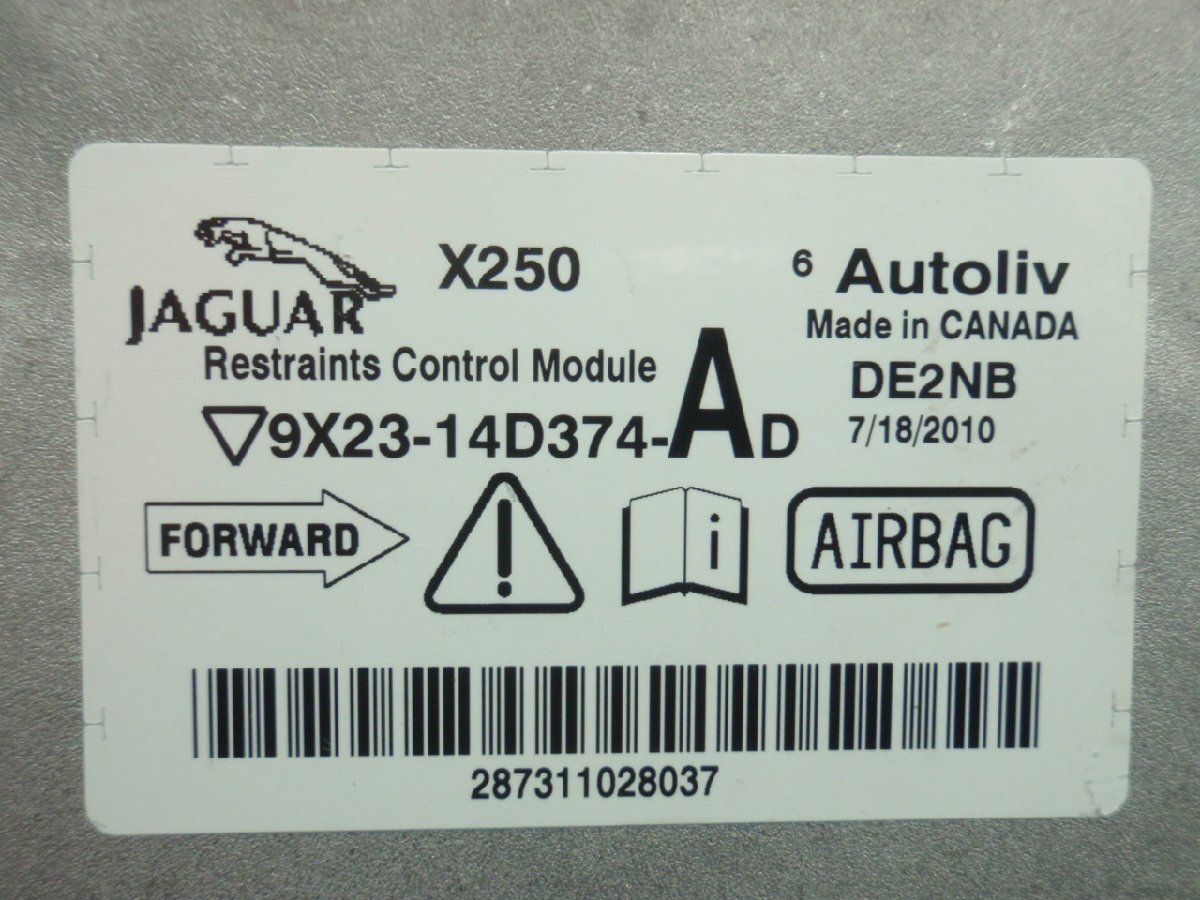 JAGUAR
X250
6 Autoliv
Made in CANADA
Restraints Control Module
DE2NB
9X23-14D374-AD
7/18/2010
FORWARD
!
i
AIRBAG
287311028037